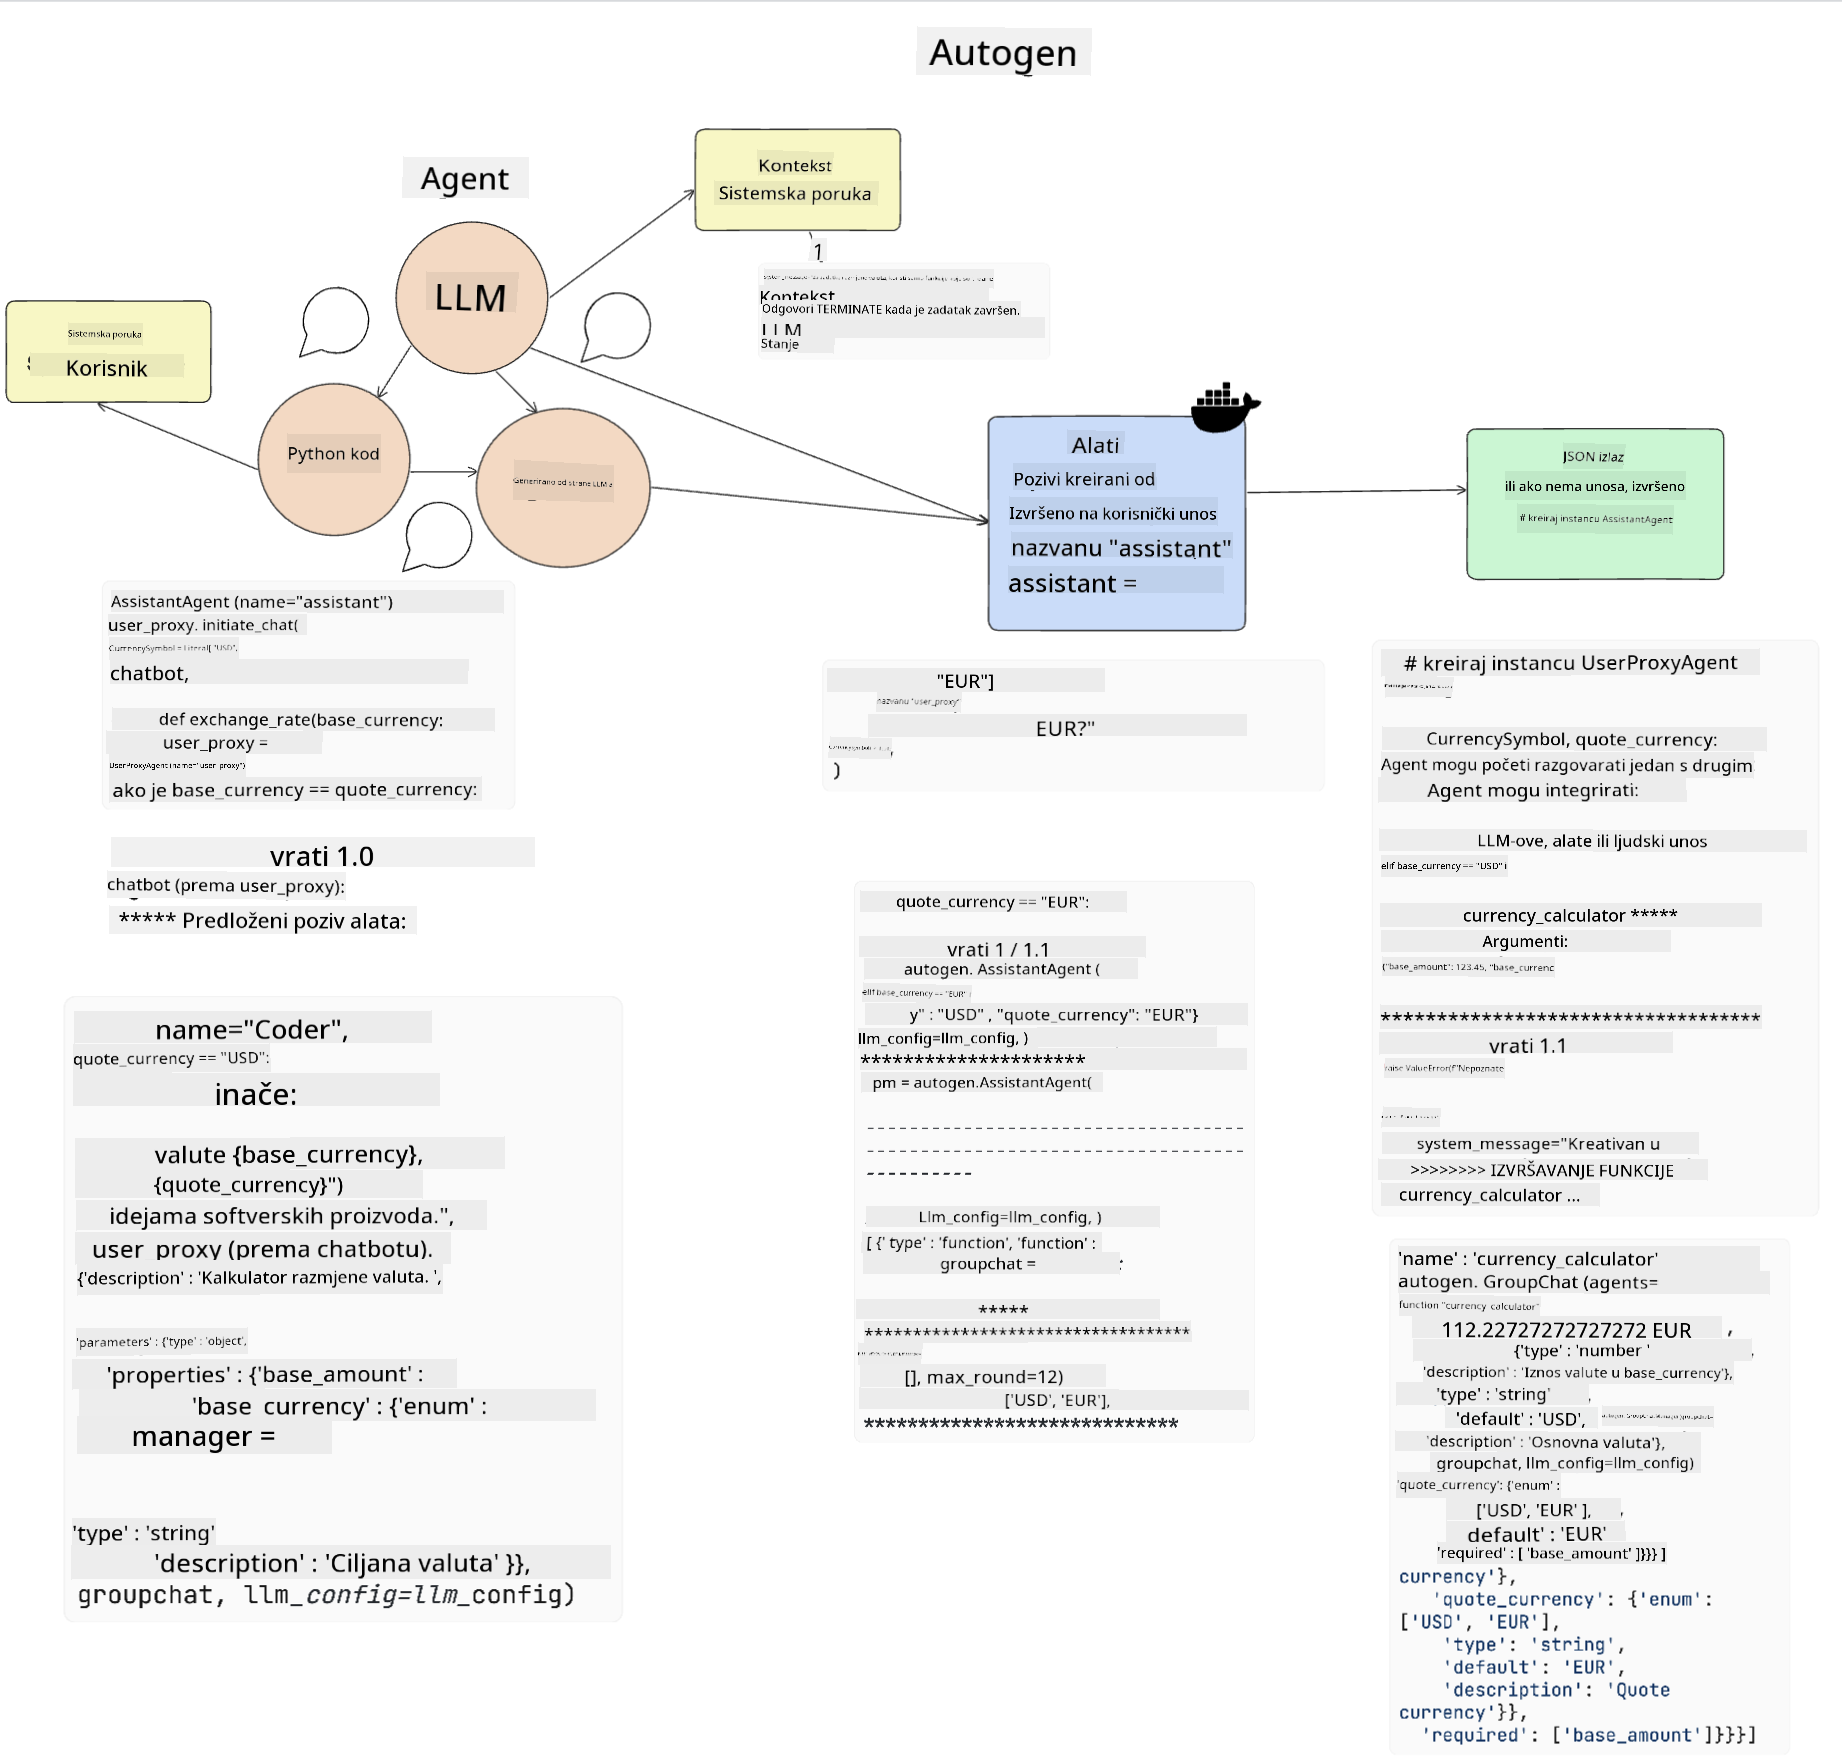 Autogen
Agent
LLM
Kontekst
Sistemska poruka
1
Kontekst
Odgovori TERMINATE kada je zadatak završen.
LLM
Stanje
Sistemska poruka
Korisnik
Python kod
Generirano od strane LLM a
Alati
Pozivi kreirani od
Izvršeno na korisnički unos
nazvanu "assistant"
assistant =
JSON izlaz
ili ako nema unosa, izvršeno
# kreiraj instancu AssistantAgent
AssistantAgent (name="assistant")
user_proxy. initiate_chat(
CurrencySymbol = Literal[ "USD",
chatbot,
def exchange_rate(base_currency:
user_proxy =
UserProxyAgent (name="user_proxy")
ako je base_currency == quote_currency:
vrati 1.0
chatbot (prema user_proxy):
***** Predloženi poziv alata:
"EUR"]
nazvanu "user_proxy"
EUR?"
)
# kreiraj instancu UserProxyAgent
CurrencySymbol, quote_currency:
Agent mogu početi razgovarati jedan s drugim
Agent mogu integrirati:
LLM-ove, alate ili ljudski unos
elif base_currency == "USD" i
currency_calculator *****
Argumenti:
{"base_amount": 123.45, "base_currenc
***********************************
vrati 1.1
raise ValueError(f"Nepoznate
system_message="Kreativan u
>>>>>>>> IZVRŠAVANJE FUNKCIJE
currency_calculator ...
quote_currency == "EUR":
vrati 1 / 1.1
autogen. AssistantAgent (
elif base_currency == "EUR" i
y" : "USD" , "quote_currency": "EUR"}
llm_config=llm_config, )
*********************
pm = autogen.AssistantAgent(
-----------------------------------
-----------------------------------
----------
Llm_config=llm_config, )
[ {' type' : 'function', 'function' :
groupchat =
*****
**********************************
[], max_round=12)
['USD', 'EUR'],
*****************************
name="Coder",
quote_currency == "USD":
inače:
valute {base_currency},
{quote_currency}")
idejama softverskih proizvoda.",
user_proxy (prema chatbotu).
{'description' : 'Kalkulator razmjene valuta. ',
'parameters' : {'type' : 'object',
'properties' : {'base_amount' :
'base_currency' : {'enum' :
manager =
'type' : 'string'
'description' : 'Ciljana valuta' }},
groupchat, llm_config=llm_config)
'name' : 'currency_calculator'
autogen. GroupChat (agents=
function "currency_calculator"
112.22727272727272 EUR ,
{'type' : 'number '
'description' : 'Iznos valute u base_currency'},
'type' : 'string' ,
'default' : 'USD',
'description' : 'Osnovna valuta'},
groupchat, llm_config=llm_config)
'quote_currency': {'enum' :
['USD', 'EUR' ],
default' : 'EUR'
'required' : [ 'base_amount' ]}}} ]
currency'},
'quote_currency': {'enum':
['USD', 'EUR'],
'type': 'string',
'default': 'EUR',
'description': 'Quote
currency'}},
'required': ['base_amount']}}}]